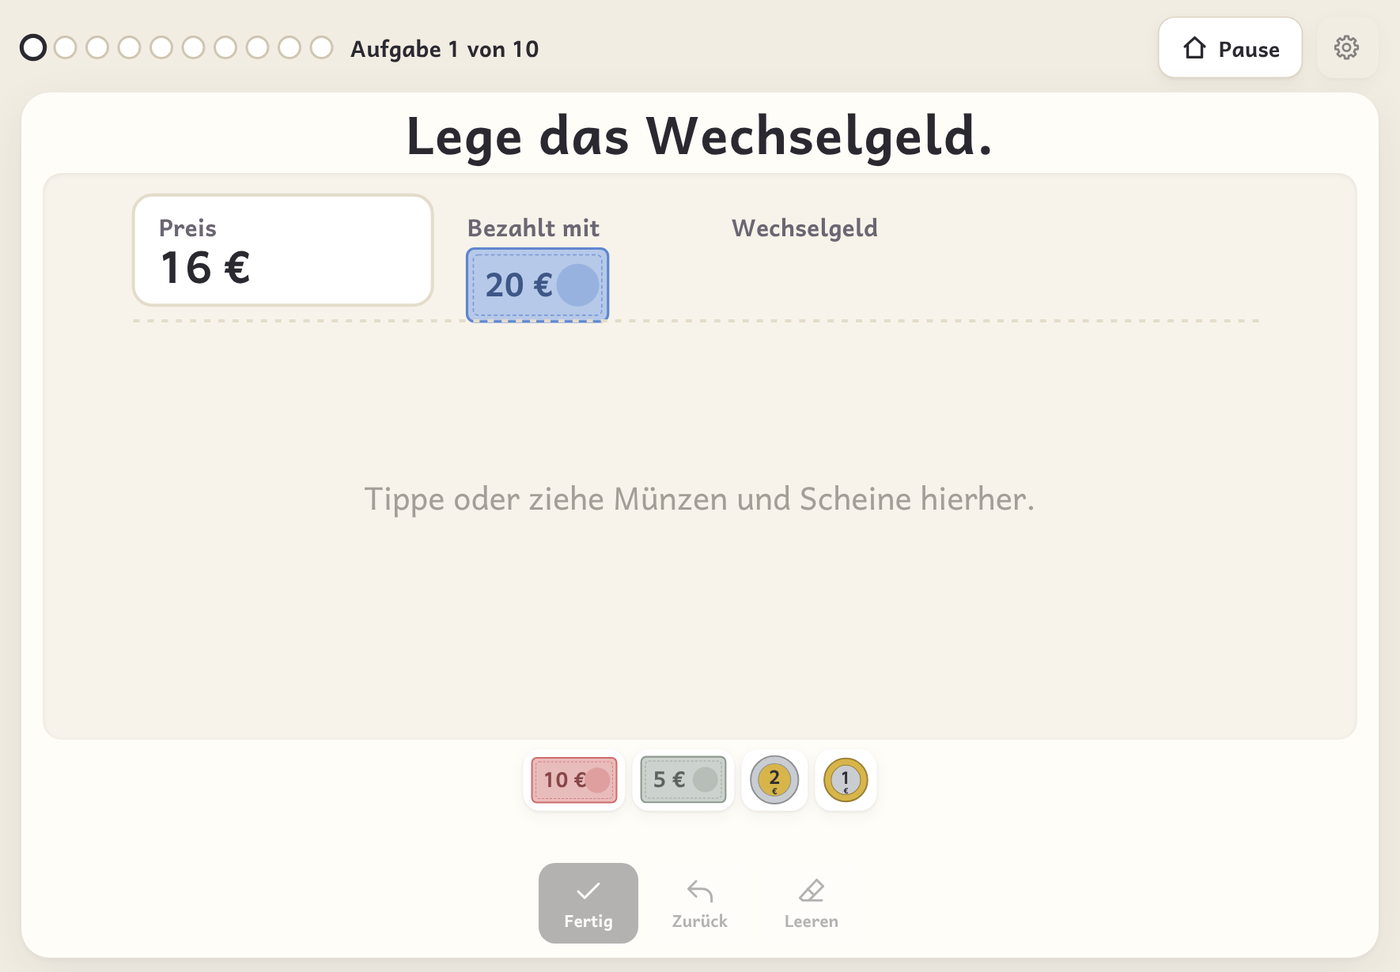 Aufgabe 1 von 10
Pause
Lege das Wechselgeld.
Preis
16 €
Bezahlt mit
20 €
Wechselgeld
Tippe oder ziehe Münzen und Scheine hierher.
10 €
5 €
2 €
1 €
Fertig
Zurück
Leeren